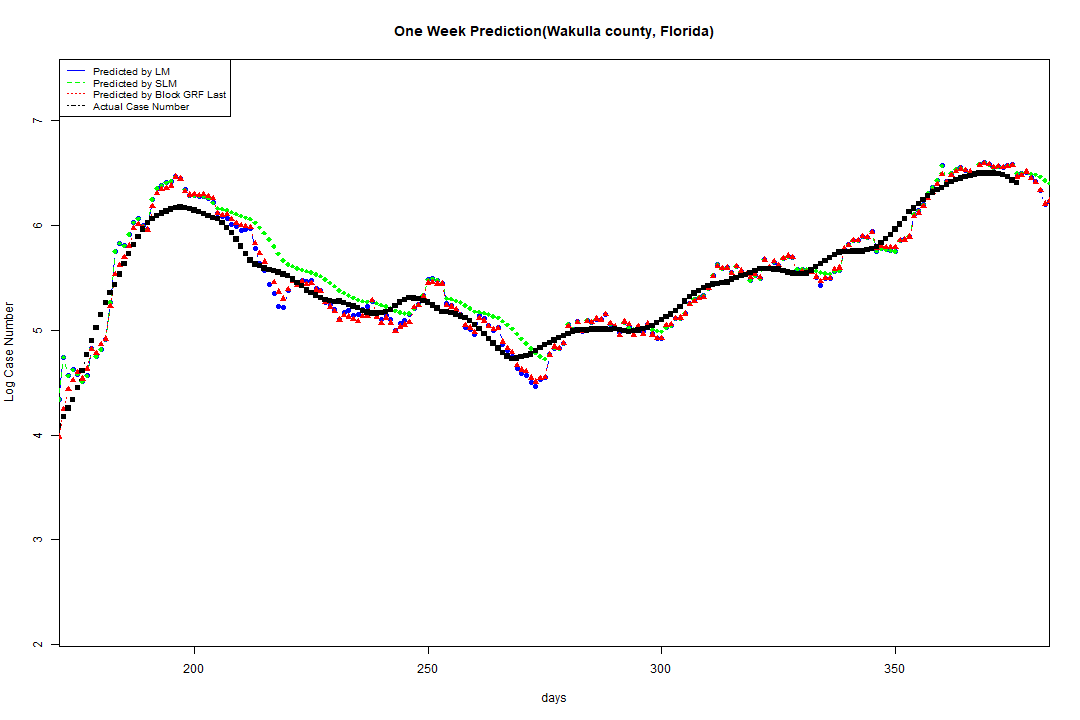 One Week Prediction(Wakulla county, Florida)
Predicted by LM
Predicted by SLM
Predicted by Block GRF Last
Actual Case Number
7
6
5
4
3
2
Log Case Number
200
250
300
350
days